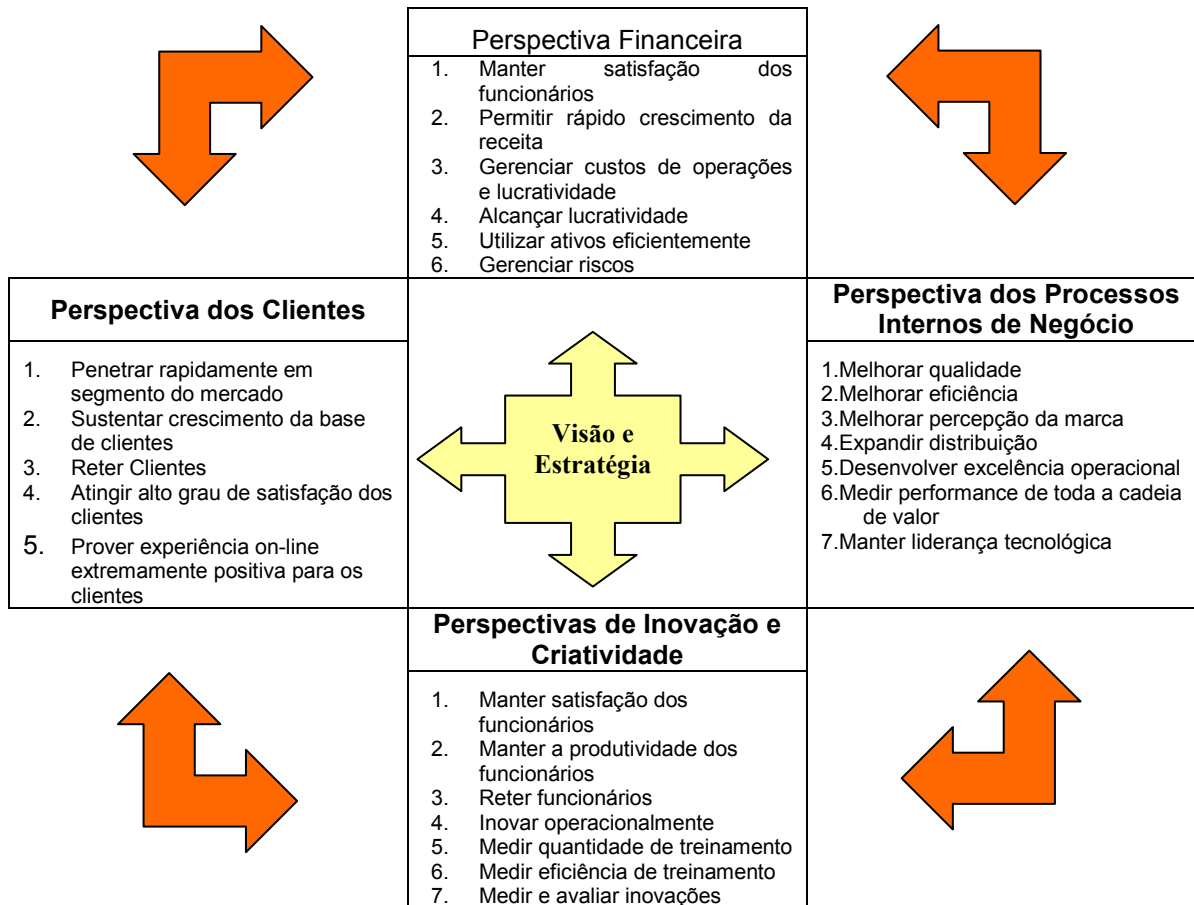 Perspectiva Financeira
1. Manter satisfação dos
funcionários
2. Permitir rápido crescimento da
receita
3. Gerenciar custos de operações
e lucratividade
4. Alcançar lucratividade
5. Utilizar ativos eficientemente
6. Gerenciar riscos
Perspectiva dos Clientes
1. Penetrar rapidamente em
segmento do mercado
2. Sustentar crescimento da base
de clientes
3. Reter Clientes
4. Atingir alto grau de satisfação dos
clientes
5. Prover experiência on-line
extremamente positiva para os
clientes
Visão e
Estratégia
Perspectiva dos Processos
Internos de Negócio
1.Melhorar qualidade
2.Melhorar eficiência
3.Melhorar percepção da marca
4.Expandir distribuição
5.Desenvolver excelência operacional
6.Medir performance de toda a cadeia
de valor
7.Manter liderança tecnológica
Perspectivas de Inovação e
Criatividade
1. Manter satisfação dos
funcionários
2. Manter a produtividade dos
funcionários
3. Reter funcionários
4. Inovar operacionalmente
5. Medir quantidade de treinamento
6. Medir eficiência de treinamento
7. Medir e avaliar inovações